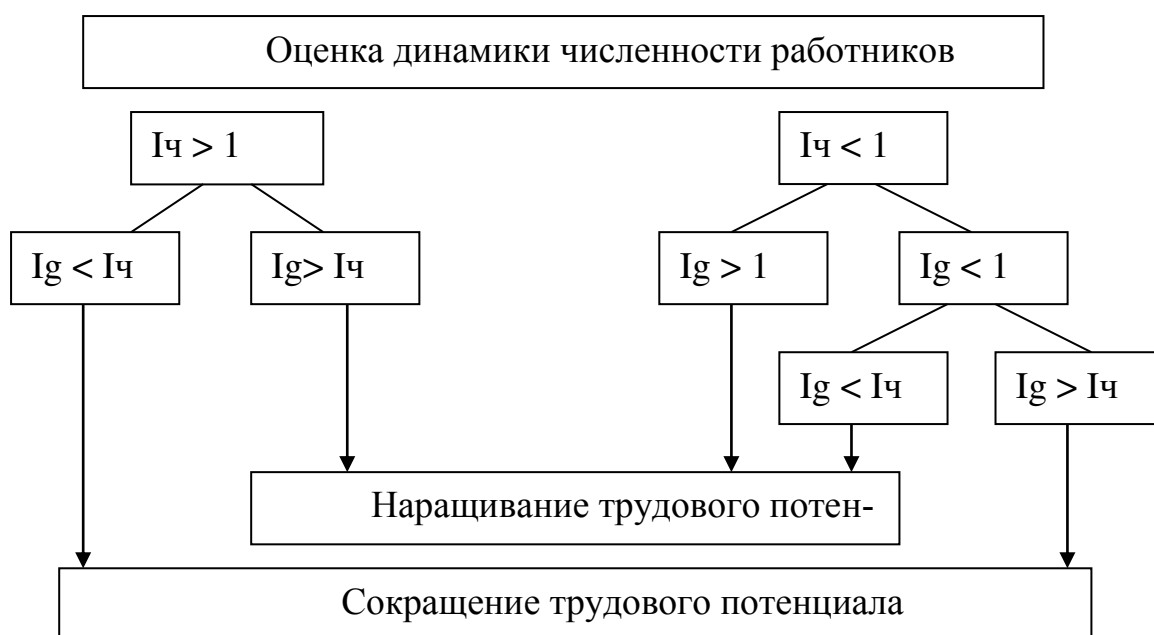 Оценка динамики численности работников
Iч > 1
Iч < 1
Ig < Iч
Ig> Iч
Ig > 1
Ig < 1
Ig < Iч
Ig > Iч
Наращивание трудового потен-
Сокращение трудового потенциала